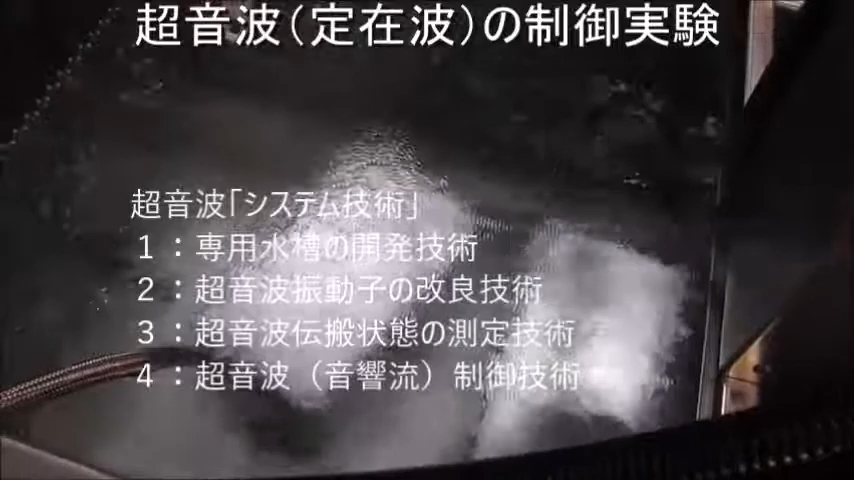 超音波(定在波)の制御実験
超音波「システム技術」
1：専用水槽の開発技術
2：超音波振動子の改良技術
3：超音波伝搬状態の測定技術
4：超音波（音響流）制御技術